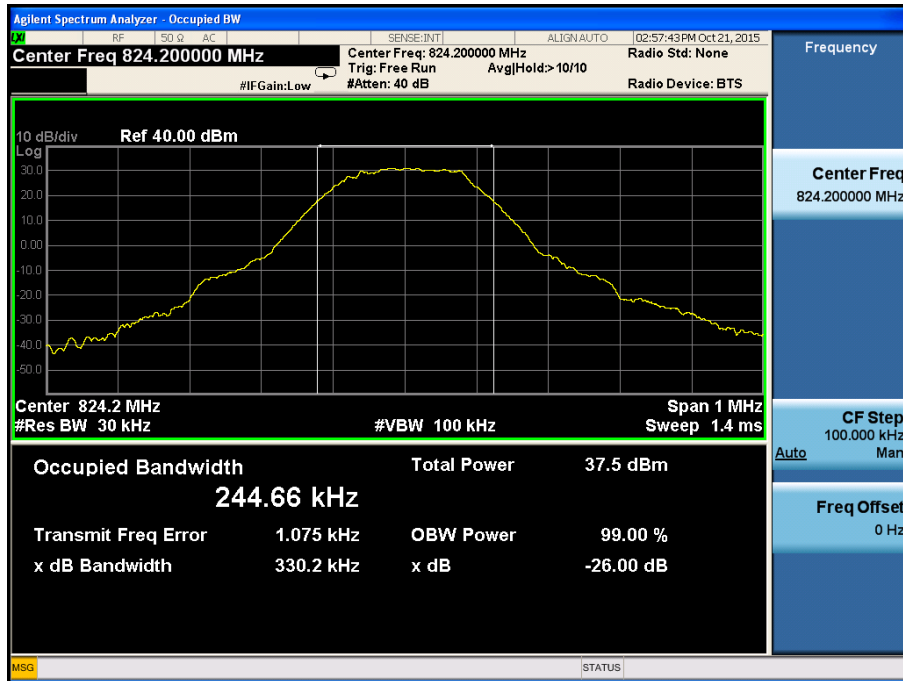 Agilent Spectrum Analyzer - Occupied BW
LXI RF 50 Ω AC SENSE:INT ALIGN AUTO 02:57:43 PM Oct 21, 2015
Center Freq 824.200000 MHz
Center Freq: 824.200000 MHz
Radio Std: None
Trig: Free Run Avg|Hold:>10/10
#IFGain:Low
#Atten: 40 dB
Radio Device: BTS
10 dB/div Ref 40.00 dBm
Log
30.0
20.0
10.0
0.00
-10.0
-20.0
-30.0
-40.0
-50.0
Center 824.2 MHz
Span 1 MHz
#Res BW 30 kHz
#VBW 100 kHz
Sweep 1.4 ms
Occupied Bandwidth
Total Power 37.5 dBm
244.66 kHz
Transmit Freq Error 1.075 kHz
OBW Power 99.00 %
x dB Bandwidth 330.2 kHz
x dB -26.00 dB
MSG
STATUS
Frequency
Center Freq
824.200000 MHz
CF Step
100.000 kHz
Auto Man
Freq Offset
0 Hz